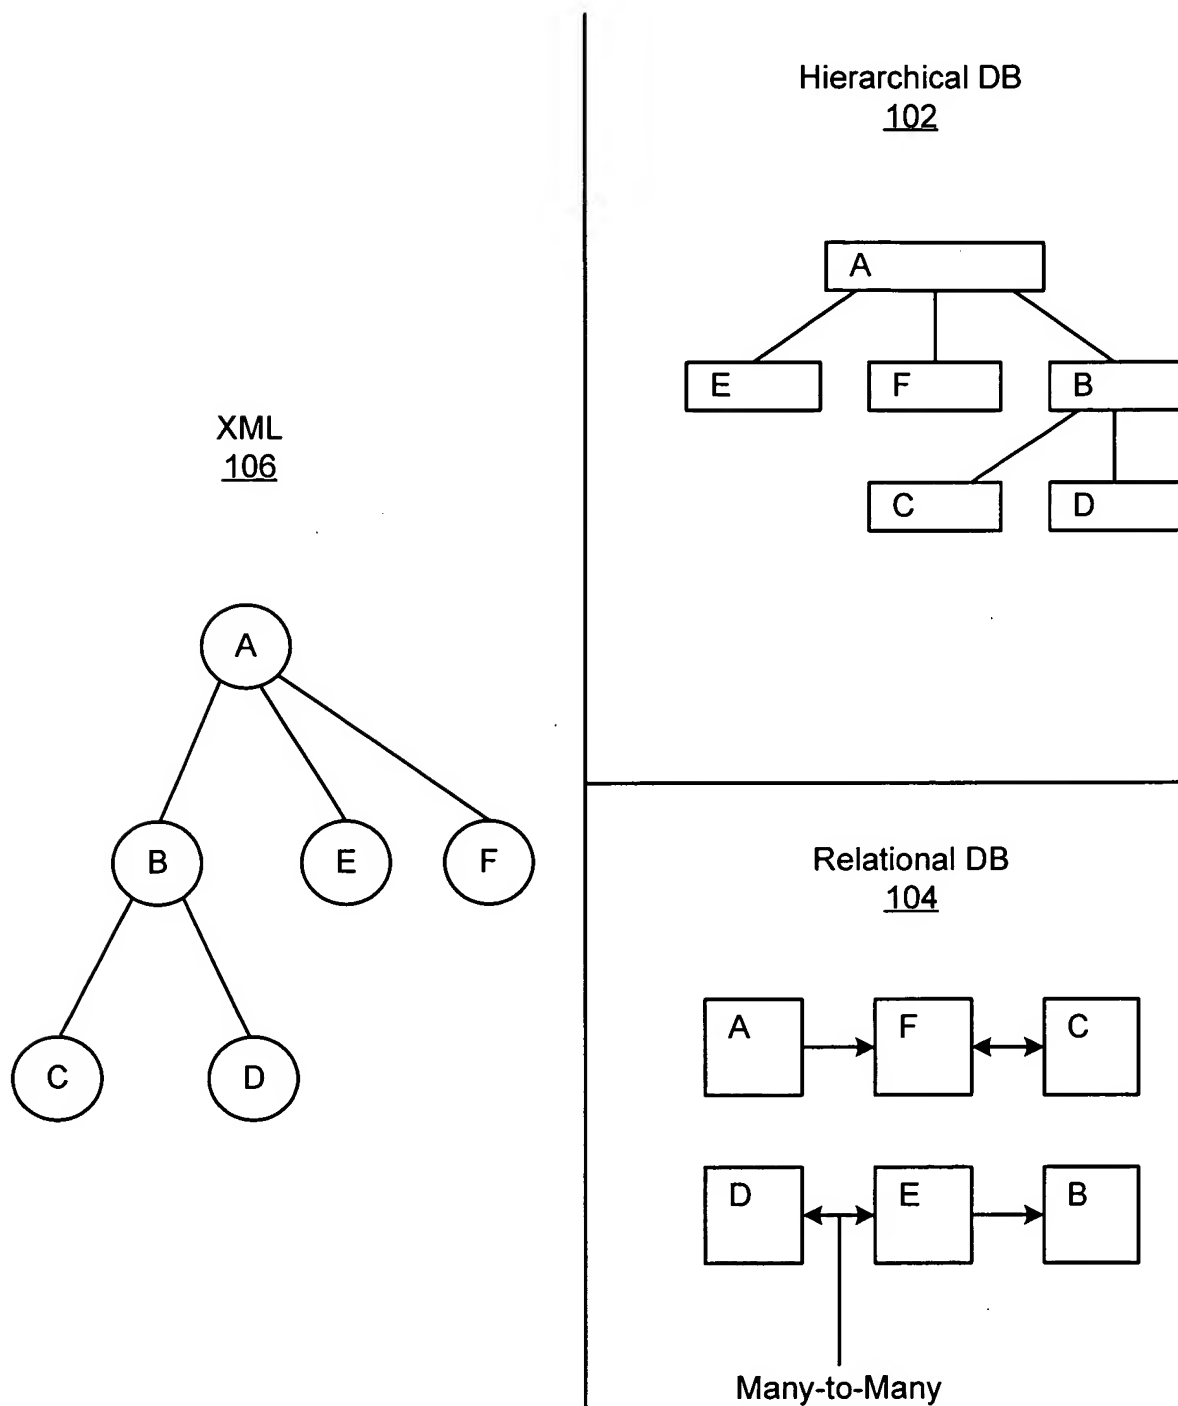 Hierarchical DB
102
A
E
F
B
C
D
XML
106
A
B
E
F
C
D
Relational DB
104
A
F
C
D
E
B
Many-to-Many